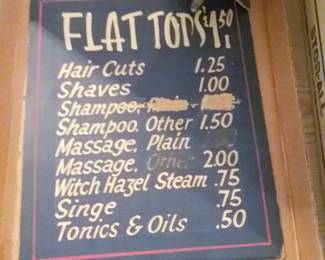 FLAT TOPS $1.50
Hair Cuts 1.25
Shaves 1.00
Shampoo, Plain
Shampoo, Other 1.50
Massage, Plain
Massage, Other 2.00
Witch Hazel Steam .75
Singe .75
Tonics & Oils .50